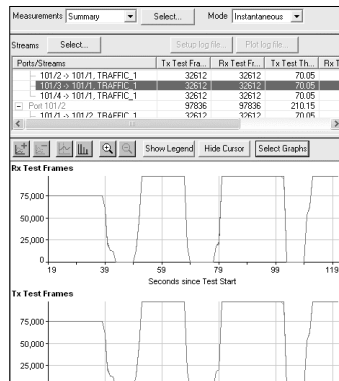 Measurements Summary Select... Mode Instantaneous
Streams Select... Setup log file... Plot log file...
Ports/Streams Tx Test Fra... Rx Test Fr... Tx Test Th... Rx T
101/2 -> 101/1, TRAFFIC_1 32612 32612 70.05
101/3 -> 101/1, TRAFFIC_1 32612 32612 70.05
101/4 -> 101/1, TRAFFIC_1 32612 32612 70.05
Port 101/2 97836 97836 210.15
101/1 -> 101/2, TRAFFIC_1 32612 32612 70.05
Show Legend Hide Cursor Select Graphs
Rx Test Frames
75,000
50,000
25,000
0
19 39 59 79 99 119
Seconds since Test Start
Tx Test Frames
75,000
50,000
25,000